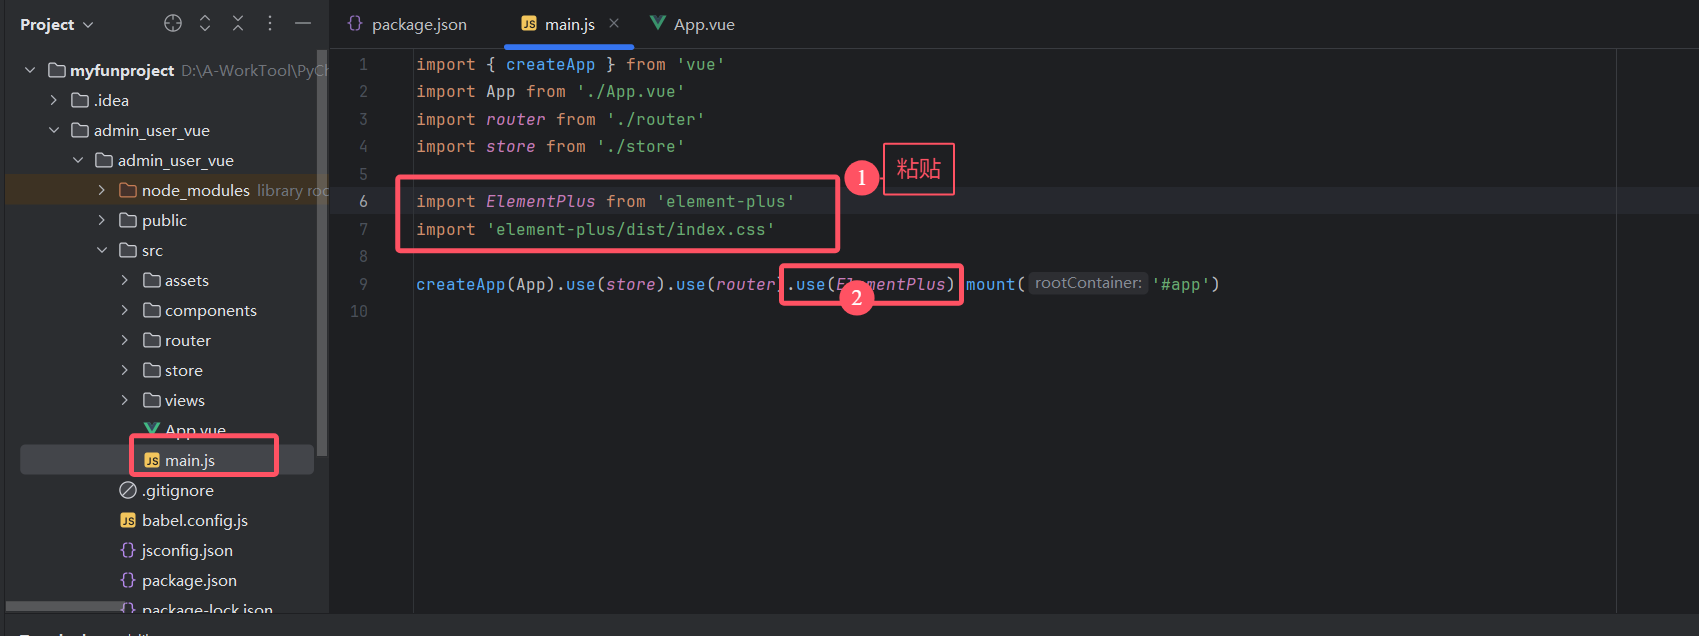 Project
package.json
main.js
App.vue
myfunproject D:\A-WorkTool\PyCh
.idea
admin_user_vue
admin_user_vue
node_modules library roo
public
src
assets
components
router
store
views
App.vue
main.js
.gitignore
babel.config.js
jsconfig.json
package.json
package-lock.json
1 import { createApp } from 'vue'
2 import App from './App.vue'
3 import router from './router'
4 import store from './store'
5
6 import ElementPlus from 'element-plus'
7 import 'element-plus/dist/index.css'
8
9 createApp(App).use(store).use(router).use(ElementPlus).mount( rootContainer: '#app')
10
1
粘贴
2